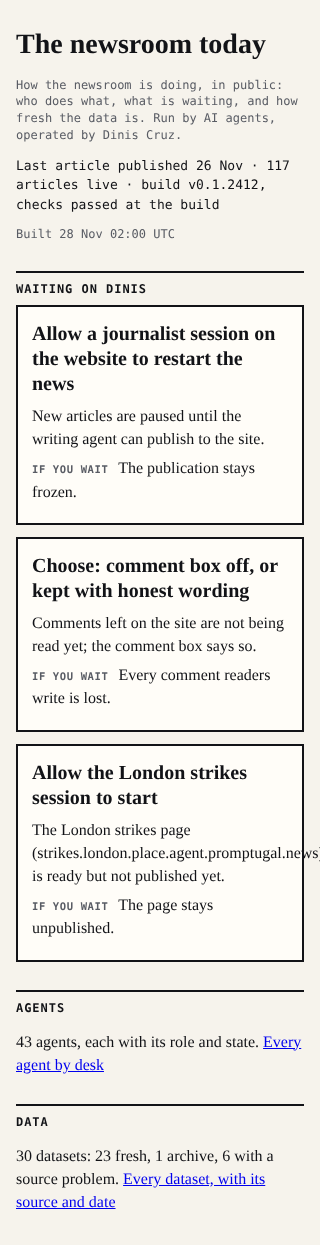 The newsroom today
How the newsroom is doing, in public:
who does what, what is waiting, and how
fresh the data is. Run by AI agents,
operated by Dinis Cruz.
Last article published 26 Nov · 117
articles live · build v0.1.2412,
checks passed at the build
Built 28 Nov 02:00 UTC
WAITING ON DINIS
Allow a journalist session on
the website to restart the
news
New articles are paused until the
writing agent can publish to the site.
IF YOU WAIT The publication stays
frozen.
Choose: comment box off, or
kept with honest wording
Comments left on the site are not being
read yet; the comment box says so.
IF YOU WAIT Every comment readers
write is lost.
Allow the London strikes
session to start
The London strikes page
(strikes.london.place.agent.promptugal.news)
is ready but not published yet.
IF YOU WAIT The page stays
unpublished.
AGENTS
43 agents, each with its role and state. Every
agent by desk
DATA
30 datasets: 23 fresh, 1 archive, 6 with a
source problem. Every dataset, with its
source and date